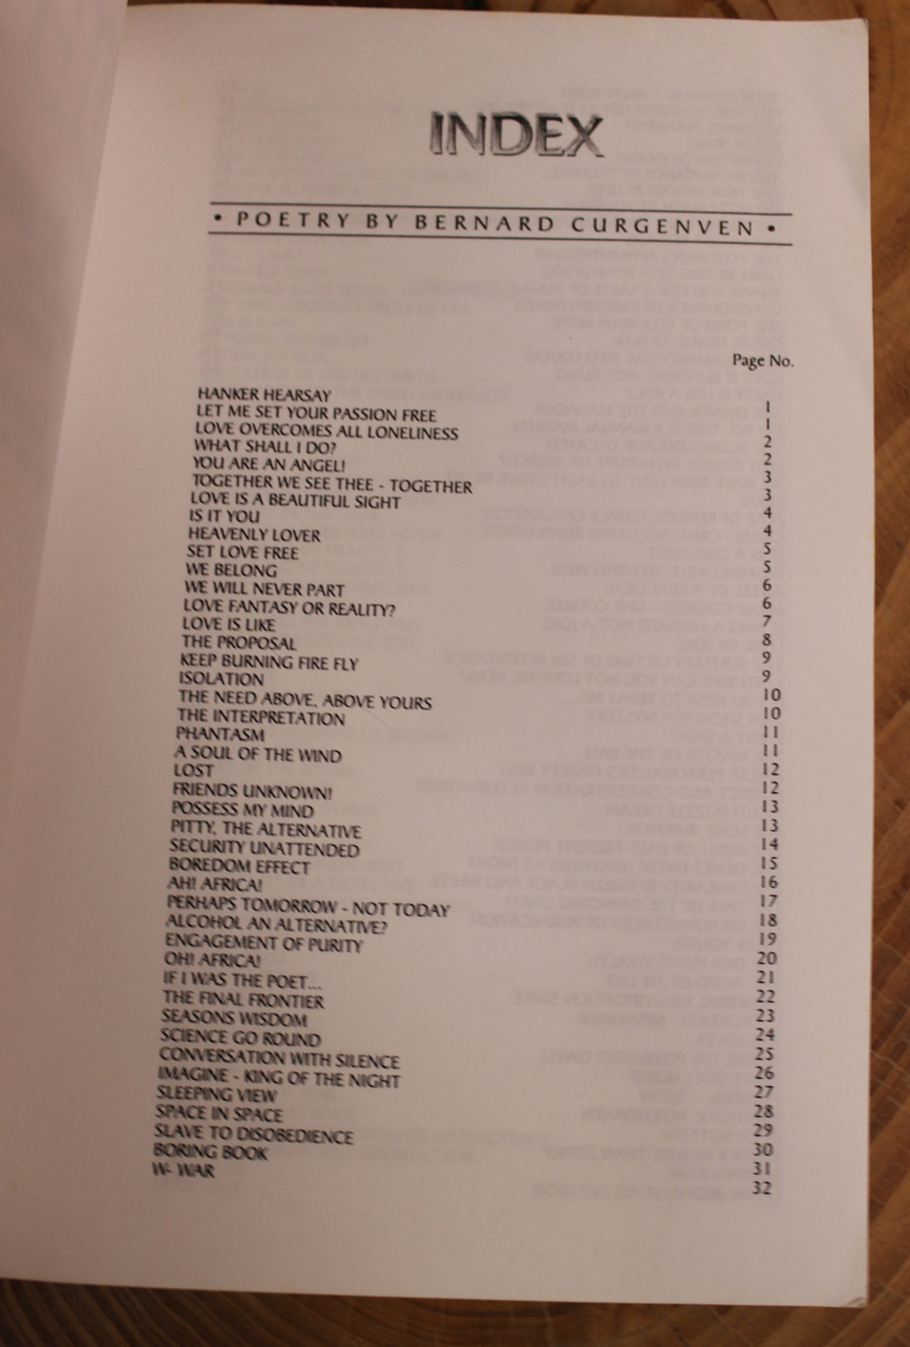 INDEX
• POETRY BY BERNARD CURGENVEN •
Page No.
HANKER HEARSAY 1
LET ME SET YOUR PASSION FREE 1
LOVE OVERCOMES ALL LONELINESS 2
WHAT SHALL I DO? 2
YOU ARE AN ANGEL! 3
TOGETHER WE SEE THEE - TOGETHER 3
LOVE IS A BEAUTIFUL SIGHT 4
IS IT YOU 4
HEAVENLY LOVER 5
SET LOVE FREE 5
WE BELONG 6
WE WILL NEVER PART 6
LOVE FANTASY OR REALITY? 7
LOVE IS LIKE 8
THE PROPOSAL 9
KEEP BURNING FIRE FLY 9
ISOLATION 10
THE NEED ABOVE, ABOVE YOURS 10
THE INTERPRETATION 11
PHANTASM 11
A SOUL OF THE WIND 12
LOST 12
FRIENDS UNKNOWN! 13
POSSESS MY MIND 13
PITTY, THE ALTERNATIVE 14
SECURITY UNATTENDED 15
BOREDOM EFFECT 16
AH! AFRICA! 17
PERHAPS TOMORROW - NOT TODAY 18
ALCOHOL AN ALTERNATIVE? 19
ENGAGEMENT OF PURITY 20
OH! AFRICA! 21
IF I WAS THE POET... 22
THE FINAL FRONTIER 23
SEASONS WISDOM 24
SCIENCE GO ROUND 25
CONVERSATION WITH SILENCE 26
IMAGINE - KING OF THE NIGHT 27
SLEEPING VIEW 28
SPACE IN SPACE 29
SLAVE TO DISOBEDIENCE 30
BORING BOOK 31
W- WAR 32